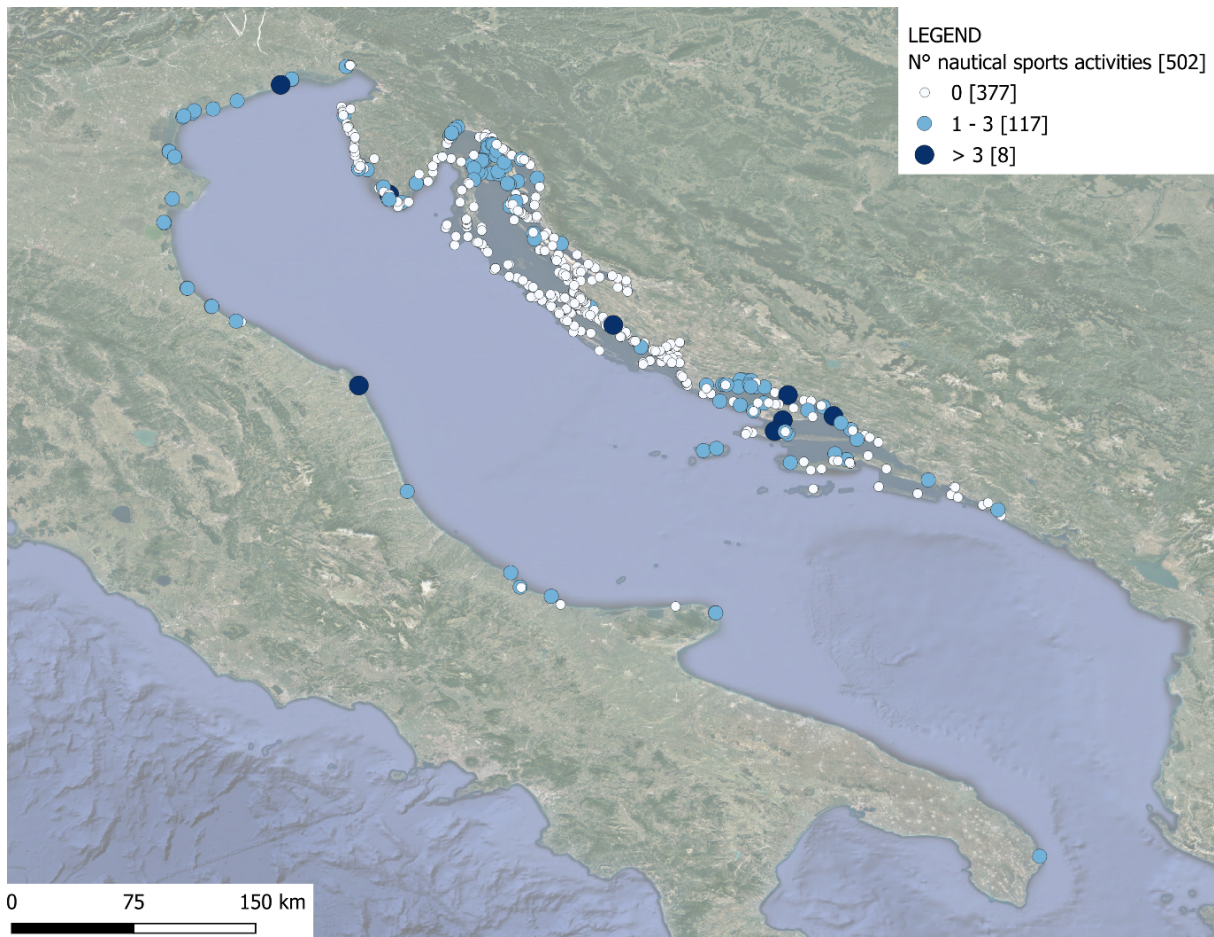 LEGEND
N° nautical sports activities [502]
0 [377]
1 - 3 [117]
> 3 [8]
0 75 150 km